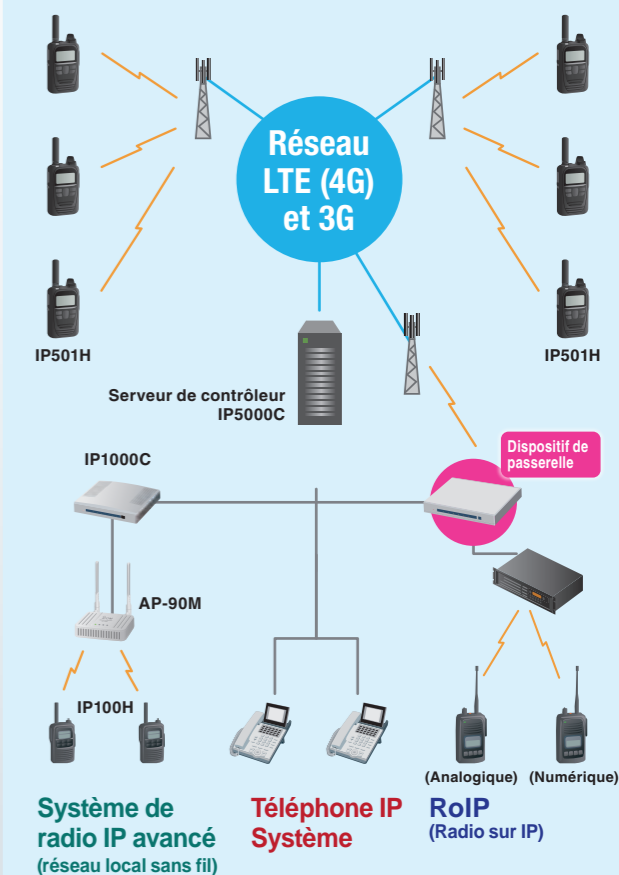 Réseau
LTE (4G)
et 3G
IP501H
IP501H
Serveur de contrôleur
IP5000C
Dispositif de
passerelle
IP1000C
AP-90M
IP100H
(Analogique)
(Numérique)
Système de
radio IP avancé
(réseau local sans fil)
Téléphone IP
Système
RoIP
(Radio sur IP)